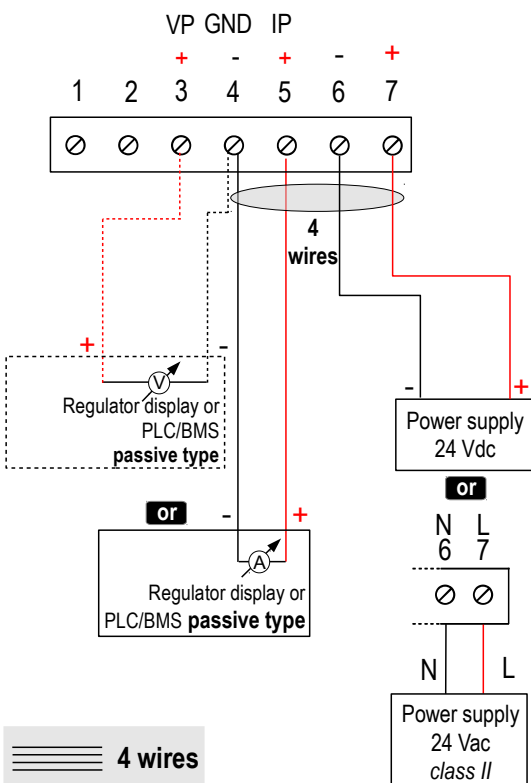 VP GND IP
+ - + - +
1 2 3 4 5 6 7
4
wires
+ -
V
Regulator display or
PLC/BMS
passive type
- +
Power supply
24 Vdc
or
or
- +
A
Regulator display or
PLC/BMS passive type
N L
6 7
N L
Power supply
24 Vac
class II
4 wires